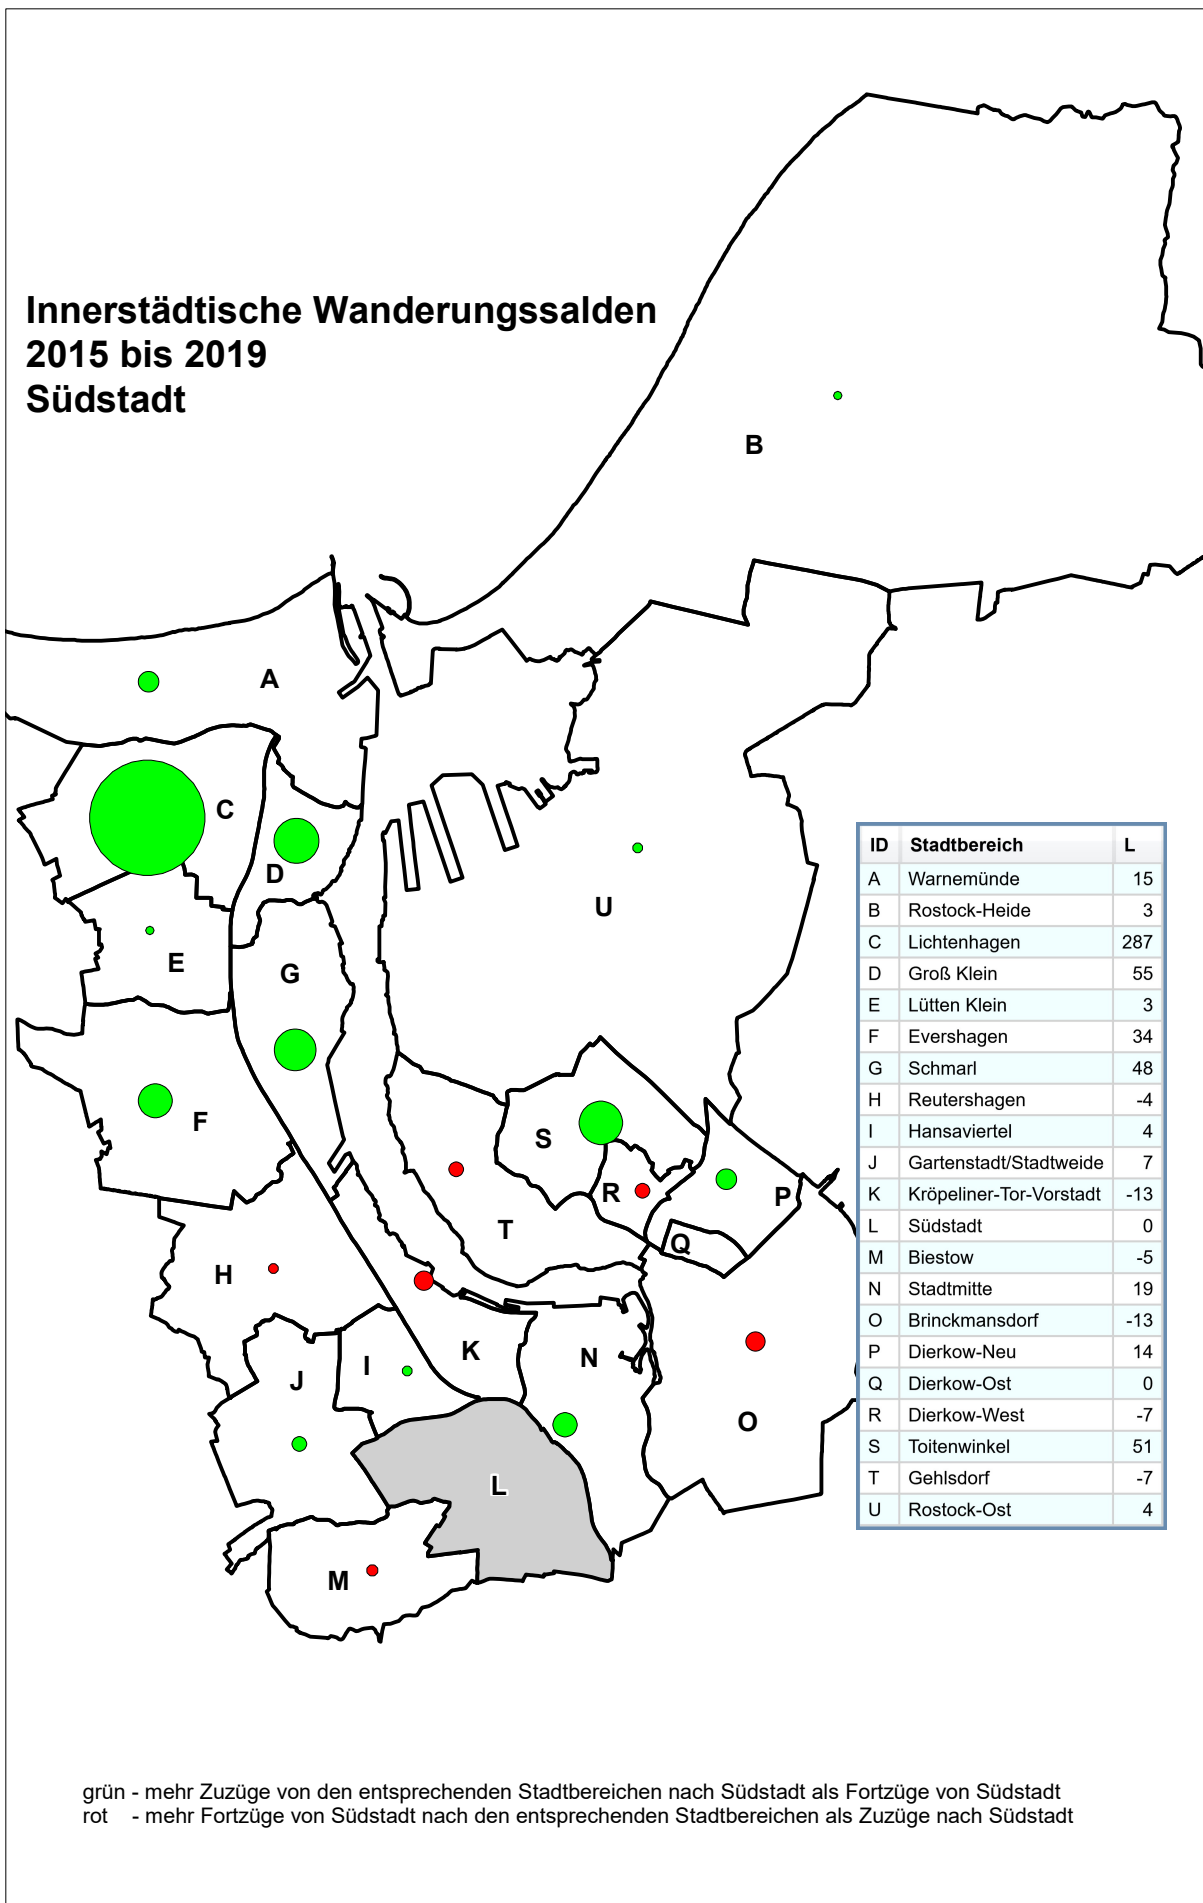 Innerstädtische Wanderungssalden
2015 bis 2019
Südstadt
B
A
C
D
U
E
G
F
S
R
P
T
Q
H
K
N
I
J
O
L
M
ID Stadtbereich L
A Warnemünde 15
B Rostock-Heide 3
C Lichtenhagen 287
D Groß Klein 55
E Lütten Klein 3
F Evershagen 34
G Schmarl 48
H Reutershagen -4
I Hansaviertel 4
J Gartenstadt/Stadtweide 7
K Kröpeliner-Tor-Vorstadt -13
L Südstadt 0
M Biestow -5
N Stadtmitte 19
O Brinckmansdorf -13
P Dierkow-Neu 14
Q Dierkow-Ost 0
R Dierkow-West -7
S Toitenwinkel 51
T Gehlsdorf -7
U Rostock-Ost 4
grün - mehr Zuzüge von den entsprechenden Stadtbereichen nach Südstadt als Fortzüge von Südstadt
rot - mehr Fortzüge von Südstadt nach den entsprechenden Stadtbereichen als Zuzüge nach Südstadt